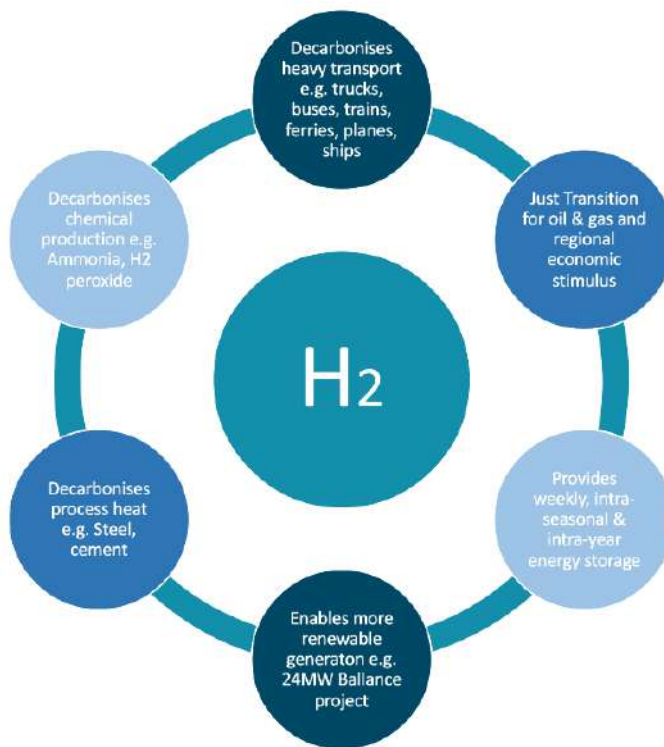 Decarbonises
heavy transport
e.g. trucks,
buses, trains,
ferries, planes,
ships
Just Transition
for oil & gas and
regional
economic
stimulus
Provides
weekly, intra-
seasonal &
intra-year
energy storage
Enables more
renewable
generaton e.g.
24MW Ballance
project
Decarbonises
process heat
e.g. Steel,
cement
Decarbonises
chemical
production e.g.
Ammonia, H2
peroxide
H2